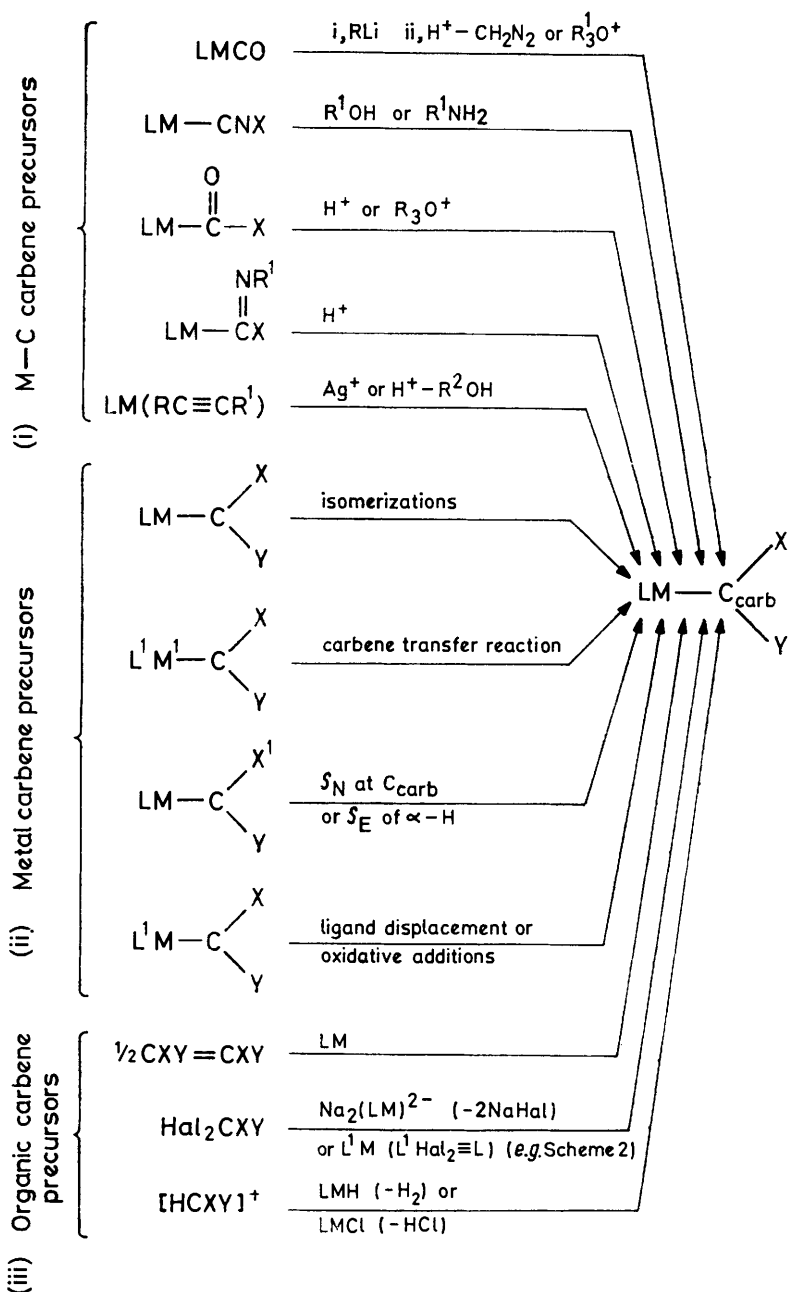 (i) M—C carbene precursors
LMCO
i, RLi ii, H⁺–CH₂N₂ or R¹₃O⁺
LM—CNX
R¹OH or R¹NH₂
O
LM—C—X
H⁺ or R₃O⁺
NR¹
LM—CX
H⁺
LM(RC≡CR¹)
Ag⁺ or H⁺–R²OH
(ii) Metal carbene precursors
X
LM—C
Y
isomerizations
LM—C_carb
X
Y
X
L¹M¹—C
Y
carbene transfer reaction
X¹
LM—C
Y
S_N at C_carb
or S_E of α–H
X
L¹M—C
Y
ligand displacement or
oxidative additions
(iii) Organic carbene
precursors
½CXY=CXY
LM
Hal₂CXY
Na₂(LM)²⁻ (-2NaHal)
or L¹M (L¹Hal₂≡L) (e.g. Scheme 2)
[HCXY]⁺
LMH (-H₂) or
LMCl (-HCl)